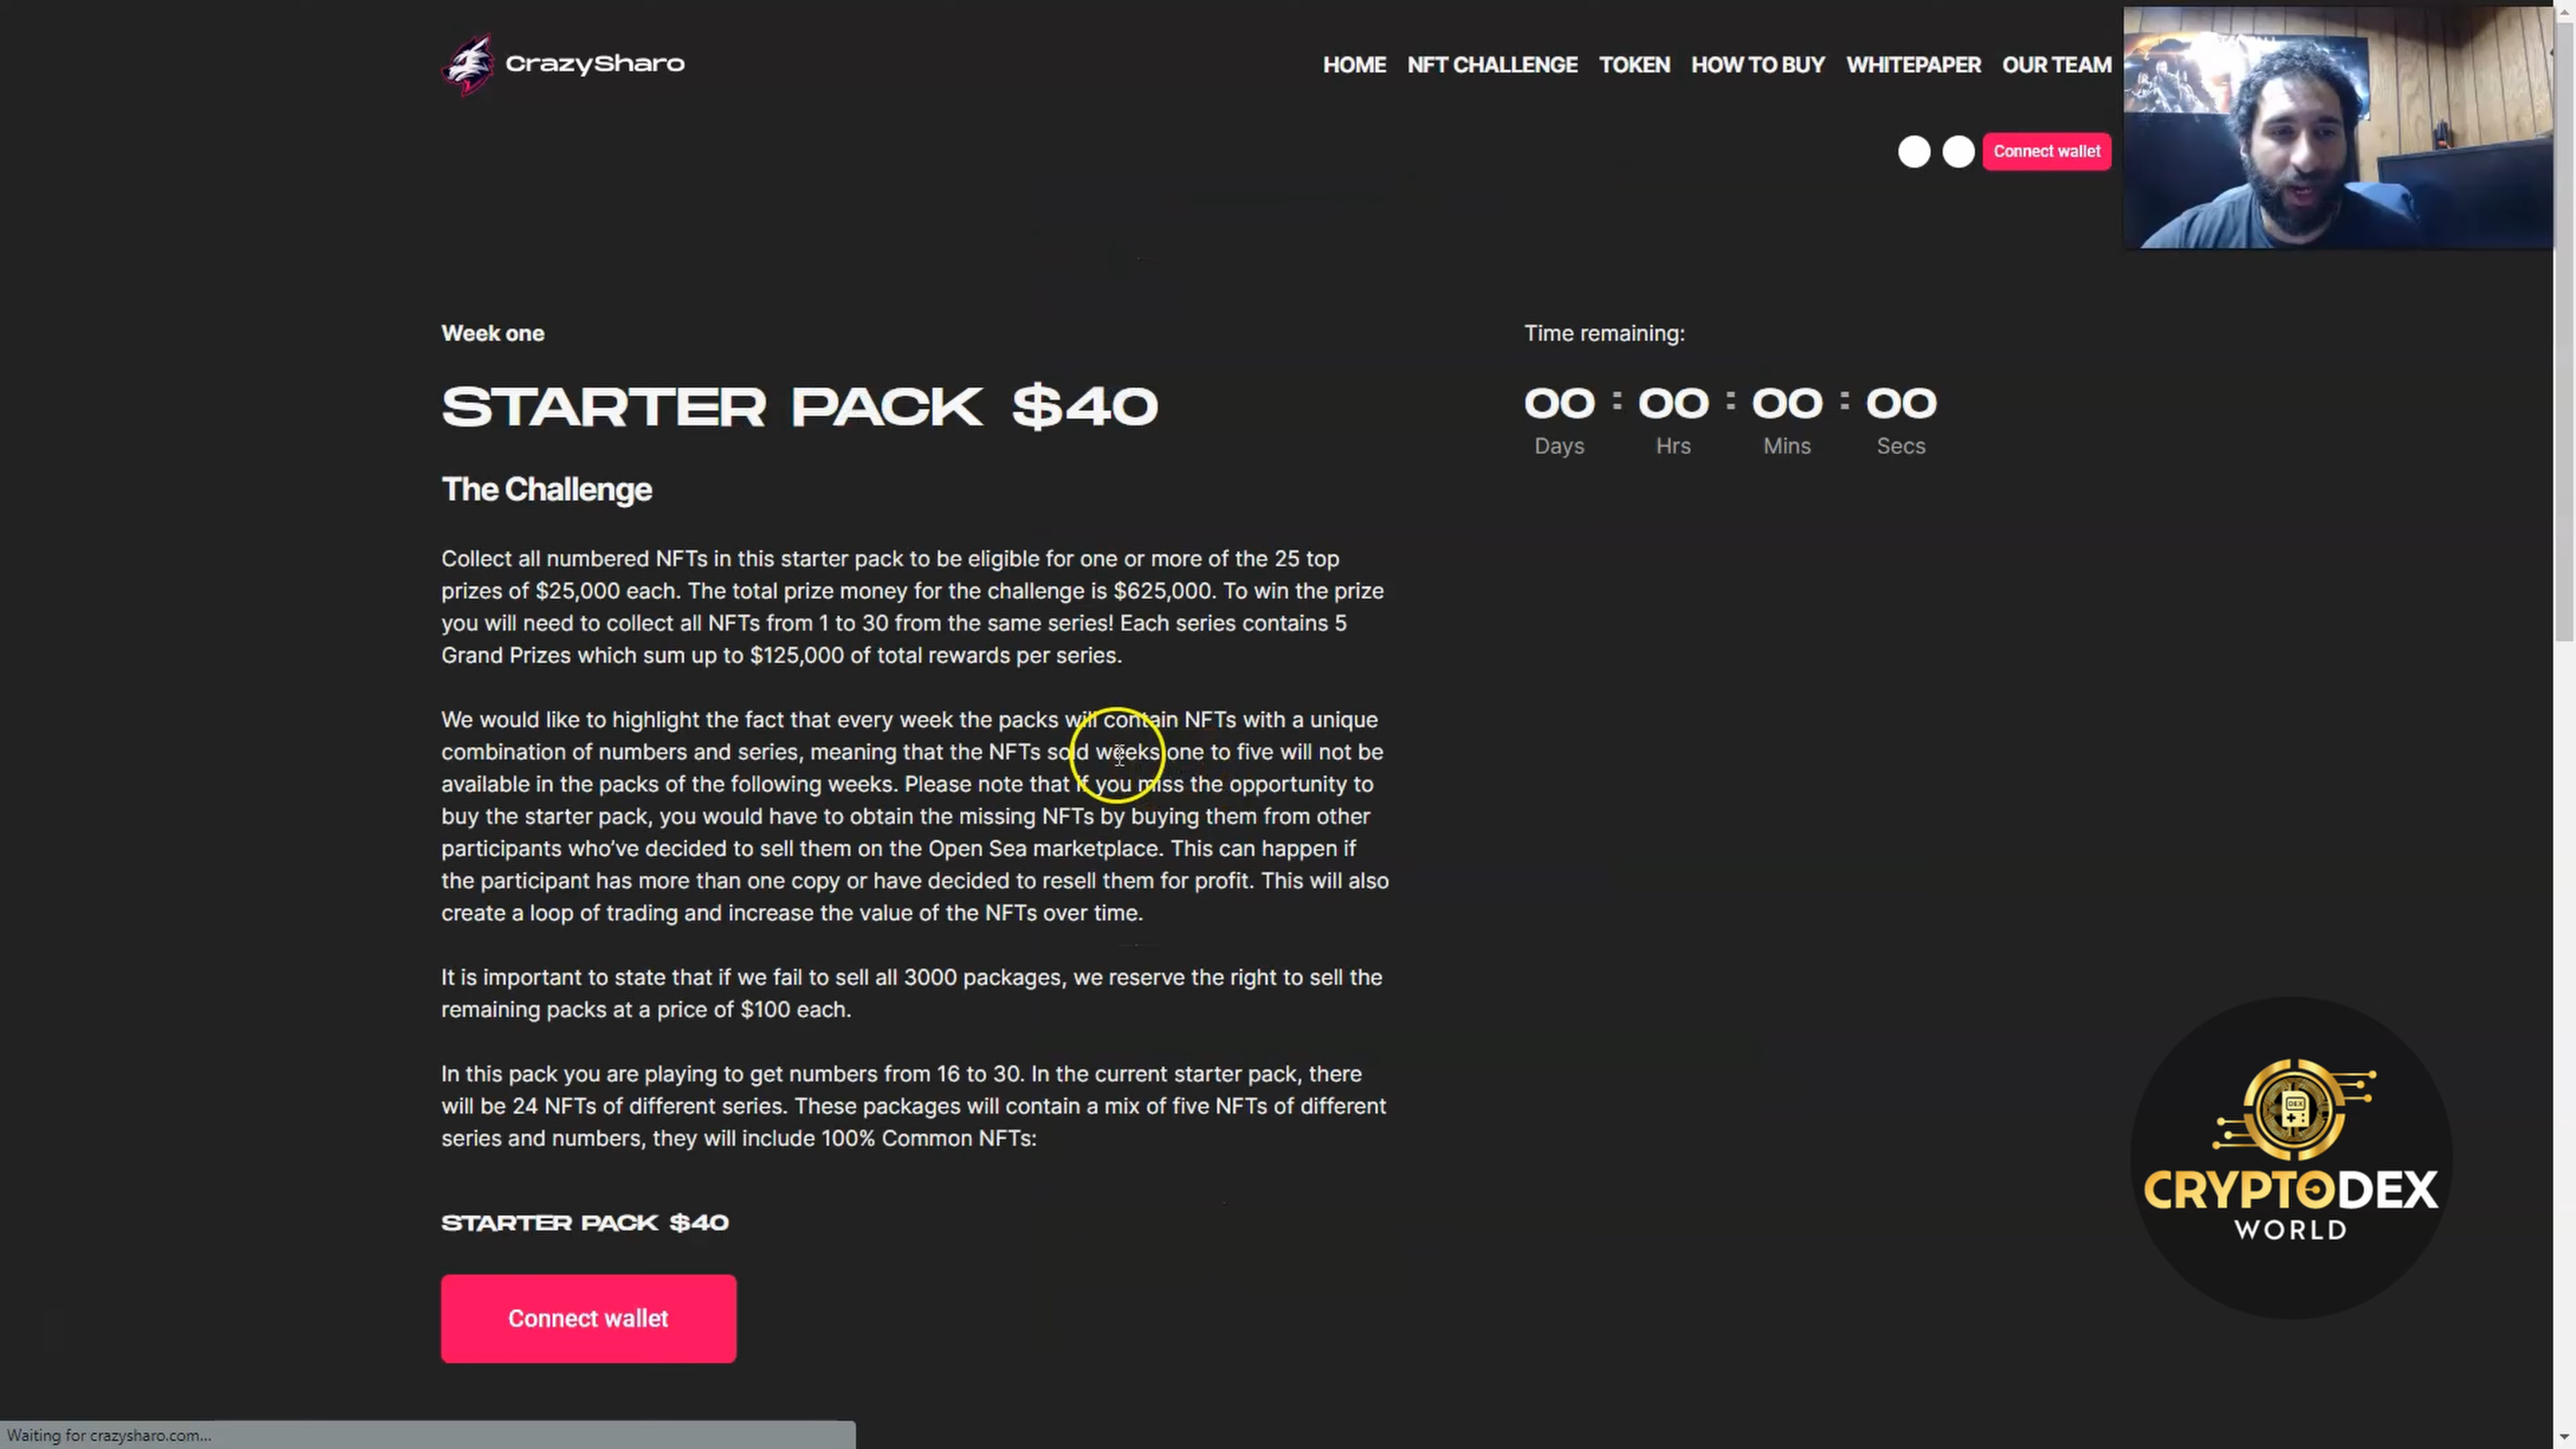 CrazySharo
HOME NFT CHALLENGE TOKEN HOW TO BUY WHITEPAPER OUR TEAM
Connect wallet
Week one
STARTER PACK $40
The Challenge
Collect all numbered NFTs in this starter pack to be eligible for one or more of the 25 top
prizes of $25,000 each. The total prize money for the challenge is $625,000. To win the prize
you will need to collect all NFTs from 1 to 30 from the same series! Each series contains 5
Grand Prizes which sum up to $125,000 of total rewards per series.
We would like to highlight the fact that every week the packs will contain NFTs with a unique
combination of numbers and series, meaning that the NFTs sold weeks one to five will not be
available in the packs of the following weeks. Please note that if you miss the opportunity to
buy the starter pack, you would have to obtain the missing NFTs by buying them from other
participants who've decided to sell them on the Open Sea marketplace. This can happen if
the participant has more than one copy or have decided to resell them for profit. This will also
create a loop of trading and increase the value of the NFTs over time.
It is important to state that if we fail to sell all 3000 packages, we reserve the right to sell the
remaining packs at a price of $100 each.
In this pack you are playing to get numbers from 16 to 30. In the current starter pack, there
will be 24 NFTs of different series. These packages will contain a mix of five NFTs of different
series and numbers, they will include 100% Common NFTs:
STARTER PACK $40
Connect wallet
Time remaining:
00 : 00 : 00 : 00
Days Hrs Mins Secs
DEX
CRYPTODEX
WORLD
Waiting for crazysharo.com...